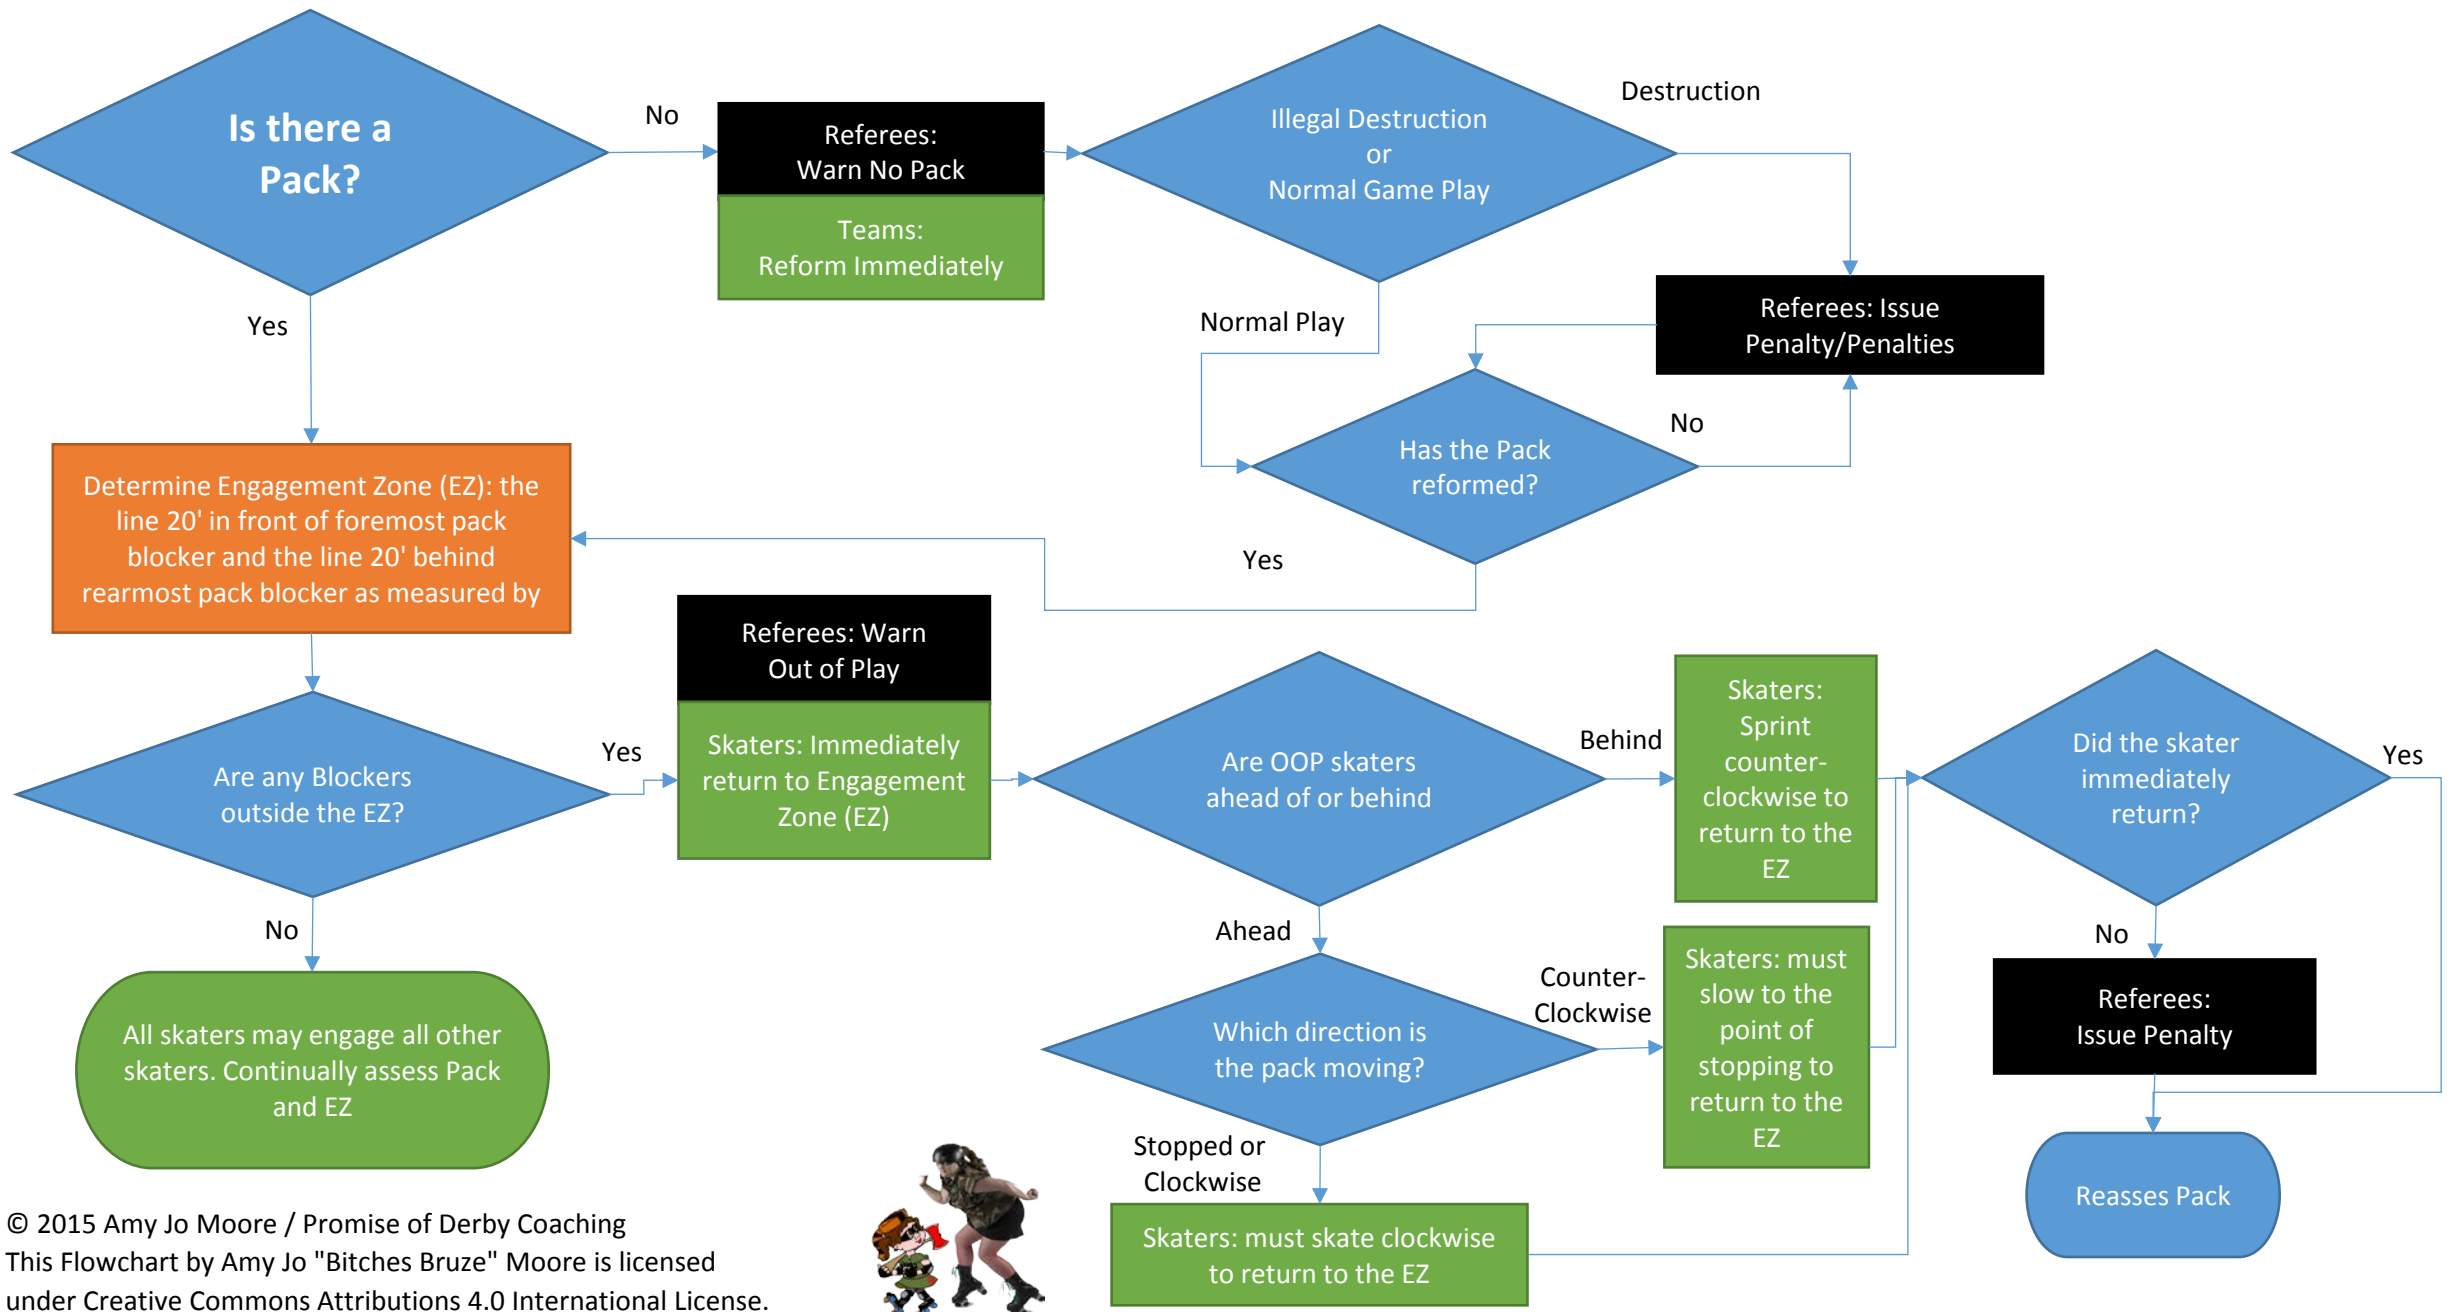 Is there a
Pack?
No
Referees:
Warn No Pack
Teams:
Reform Immediately
Illegal Destruction
or
Normal Game Play
Destruction
Normal Play
Referees: Issue
Penalty/Penalties
Has the Pack
reformed?
No
Yes
Yes
Determine Engagement Zone (EZ): the
line 20' in front of foremost pack
blocker and the line 20' behind
rearmost pack blocker as measured by
Are any Blockers
outside the EZ?
Yes
No
All skaters may engage all other
skaters. Continually assess Pack
and EZ
Referees: Warn
Out of Play
Skaters: Immediately
return to Engagement
Zone (EZ)
Are OOP skaters
ahead of or behind
Behind
Skaters:
Sprint
counter-
clockwise to
return to the
EZ
Ahead
Which direction is
the pack moving?
Counter-
Clockwise
Skaters: must
slow to the
point of
stopping to
return to the
EZ
Stopped or
Clockwise
Skaters: must skate clockwise
to return to the EZ
Did the skater
immediately
return?
Yes
No
Referees:
Issue Penalty
Reasses Pack
© 2015 Amy Jo Moore / Promise of Derby Coaching
This Flowchart by Amy Jo "Bitches Bruze" Moore is licensed
under Creative Commons Attributions 4.0 International License.